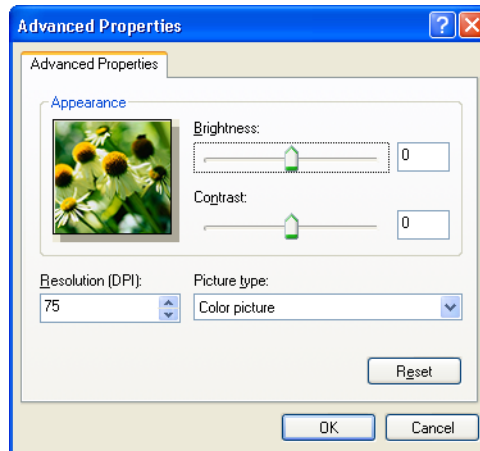 Advanced Properties
Advanced Properties
Appearance
Brightness:
0
Contrast:
0
Resolution (DPI):
75
Picture type:
Color picture
Reset
OK
Cancel